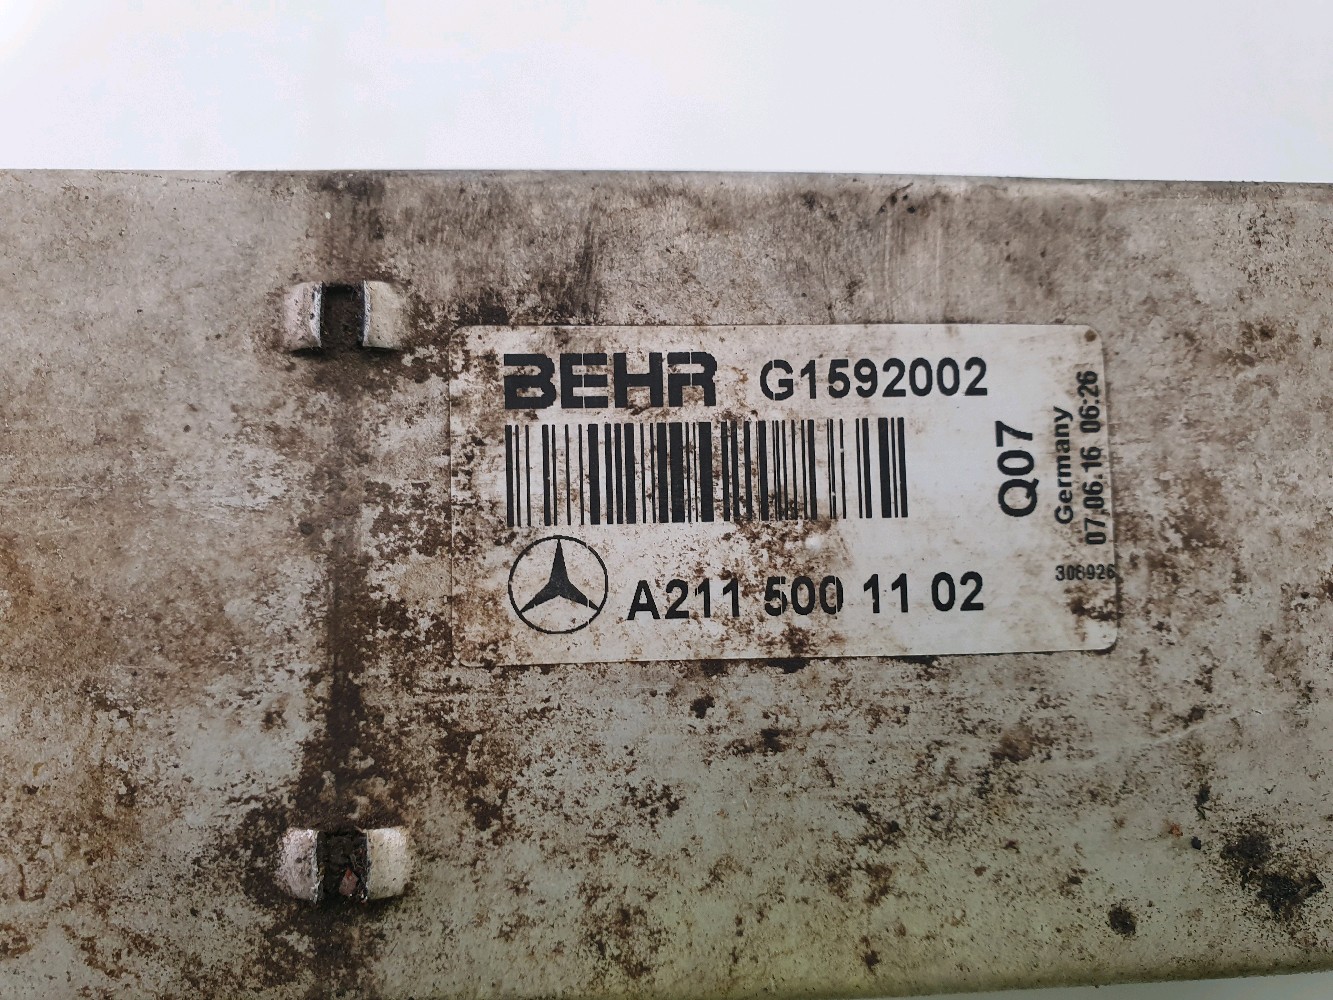 BEHR G1592002
Q07
Germany
07.06.16 06:26
A211 500 11 02
306926